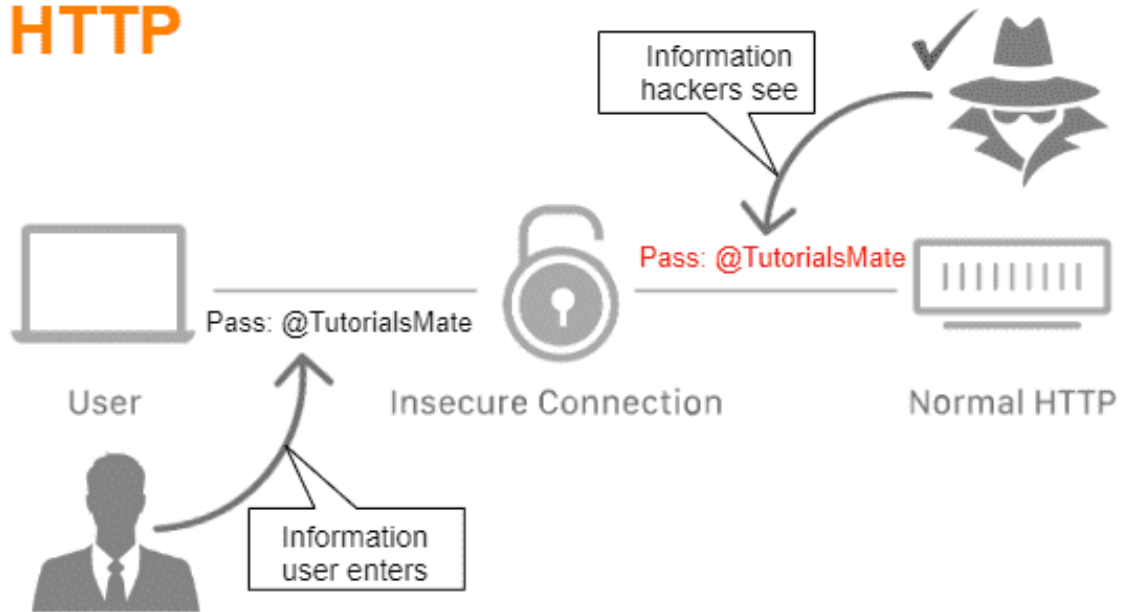 HTTP
Information
hackers see
Pass: @TutorialsMate
Pass: @TutorialsMate
User
Insecure Connection
Normal HTTP
Information
user enters